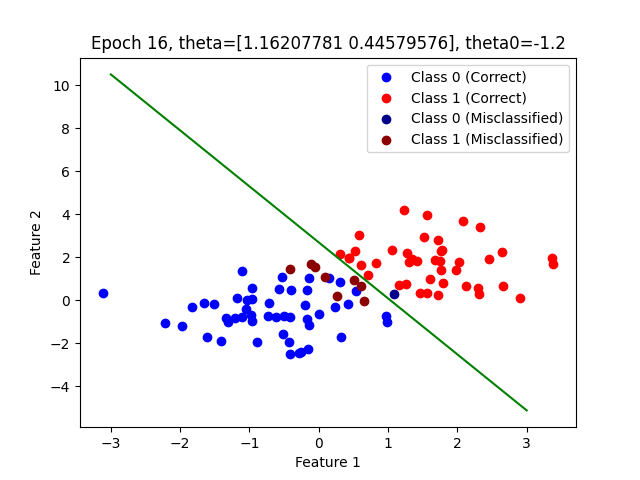 Epoch 16, theta=[1.16207781 0.44579576], theta0=-1.2
Class 0 (Correct)
Class 1 (Correct)
Class 0 (Misclassified)
Class 1 (Misclassified)
10
8
6
4
2
0
−2
−4
Feature 2
−3 −2 −1 0 1 2 3
Feature 1